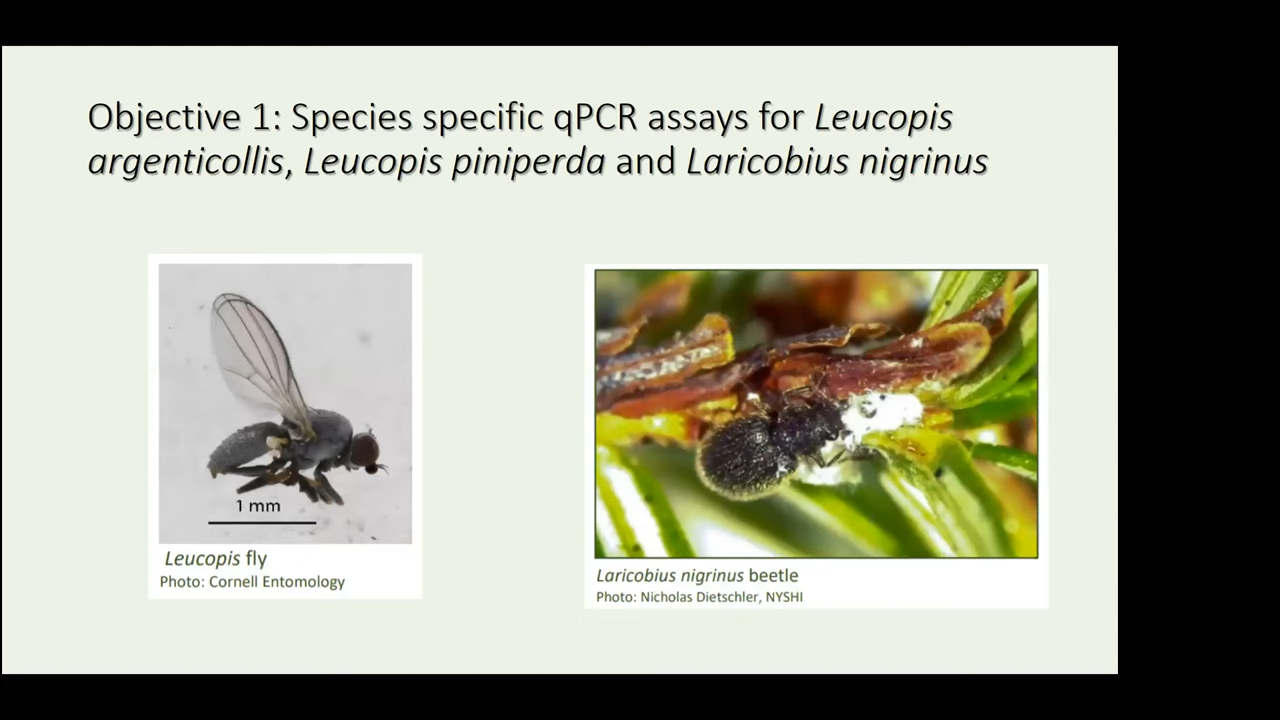 Objective 1: Species specific qPCR assays for Leucopis
argenticollis, Leucopis piniperda and Laricobius nigrinus
1 mm
Leucopis fly
Photo: Cornell Entomology
Laricobius nigrinus beetle
Photo: Nicholas Dietschler, NYSHI